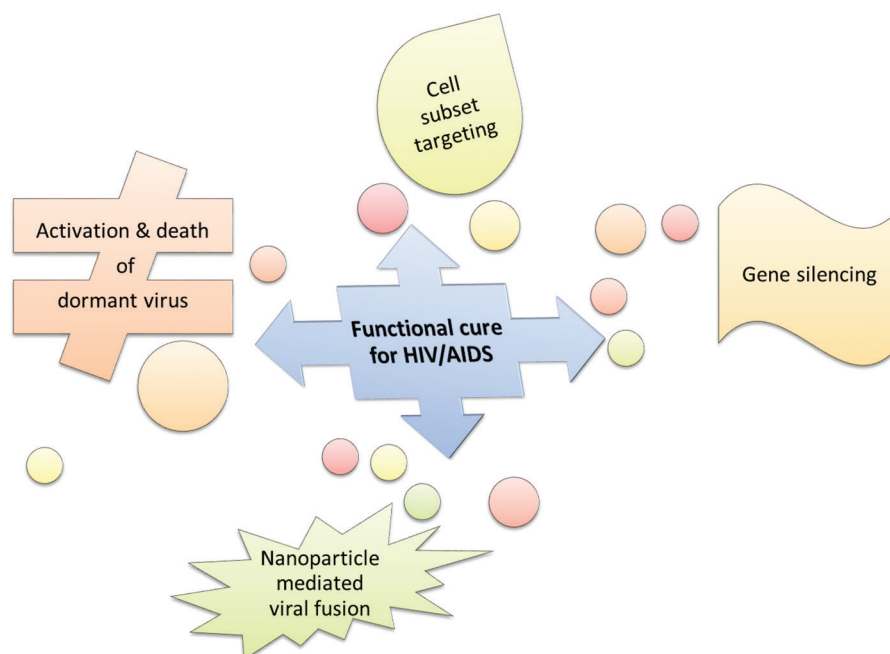 Cell
subset
targeting
Activation & death
of
dormant virus
Functional cure
for HIV/AIDS
Gene silencing
Nanoparticle
mediated
viral fusion